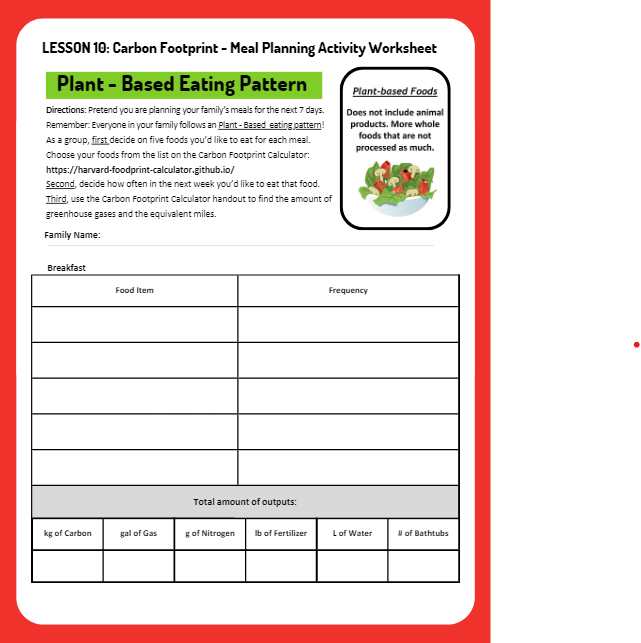 LESSON 10: Carbon Footprint - Meal Planning Activity Worksheet
Plant - Based Eating Pattern
Directions: Pretend you are planning your family's meals for the next 7 days.
Remember: Everyone in your family follows an Plant - Based eating pattern!
As a group, first decide on five foods you'd like to eat for each meal.
Choose your foods from the list on the Carbon Footprint Calculator:
https://harvard-foodprint-calculator.github.io/
Second, decide how often in the next week you'd like to eat that food.
Third, use the Carbon Footprint Calculator handout to find the amount of
greenhouse gases and the equivalent miles.
Plant-based Foods
Does not include animal
products. More whole
foods that are not
processed as much.
Family Name:
Breakfast
Food Item Frequency
Total amount of outputs:
kg of Carbon gal of Gas g of Nitrogen lb of Fertilizer L of Water # of Bathtubs